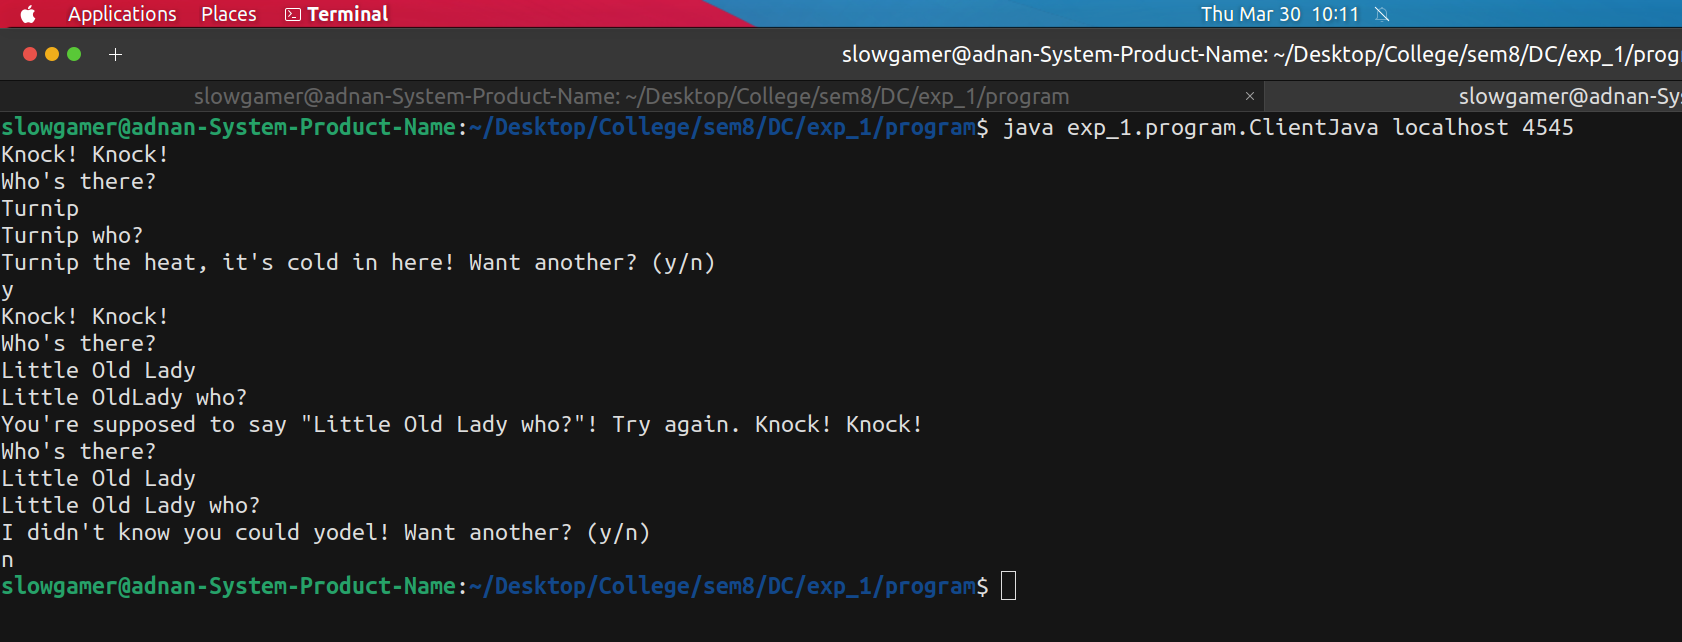 Applications Places Terminal Thu Mar 30 10:11
slowgamer@adnan-System-Product-Name: ~/Desktop/College/sem8/DC/exp_1/prog
slowgamer@adnan-System-Product-Name: ~/Desktop/College/sem8/DC/exp_1/program × slowgamer@adnan-Sys
slowgamer@adnan-System-Product-Name:~/Desktop/College/sem8/DC/exp_1/program$ java exp_1.program.ClientJava localhost 4545
Knock! Knock!
Who's there?
Turnip
Turnip who?
Turnip the heat, it's cold in here! Want another? (y/n)
y
Knock! Knock!
Who's there?
Little Old Lady
Little OldLady who?
You're supposed to say "Little Old Lady who?"! Try again. Knock! Knock!
Who's there?
Little Old Lady
Little Old Lady who?
I didn't know you could yodel! Want another? (y/n)
n
slowgamer@adnan-System-Product-Name:~/Desktop/College/sem8/DC/exp_1/program$